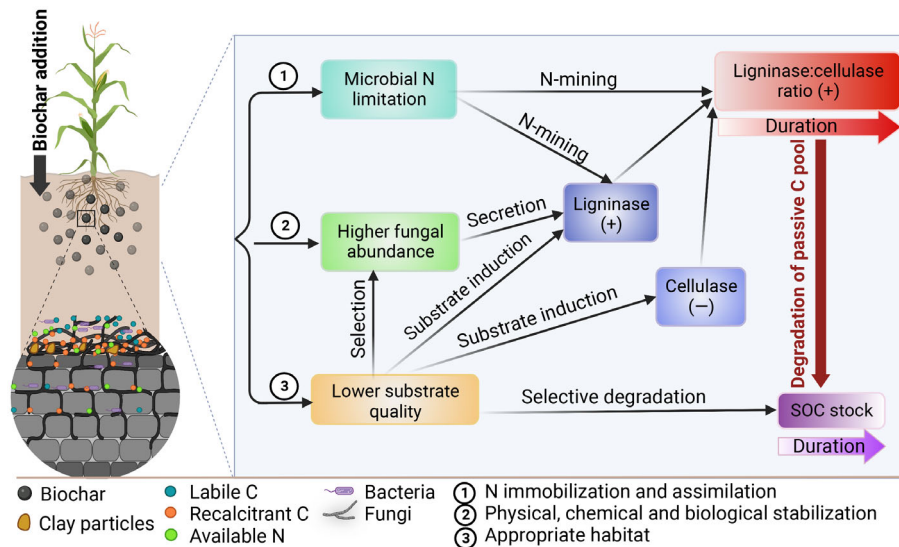 Biochar addition
1
Microbial N
limitation
N-mining
N-mining
Ligninase:cellulase
ratio (+)
Duration
2
Higher fungal
abundance
Secretion
Ligninase
(+)
Selection
Substrate induction
Substrate induction
Cellulase
(—)
Degradation of passive C pool
3
Lower substrate
quality
Selective degradation
SOC stock
Duration
Biochar
Clay particles
Labile C
Recalcitrant C
Available N
Bacteria
Fungi
1 N immobilization and assimilation
2 Physical, chemical and biological stabilization
3 Appropriate habitat